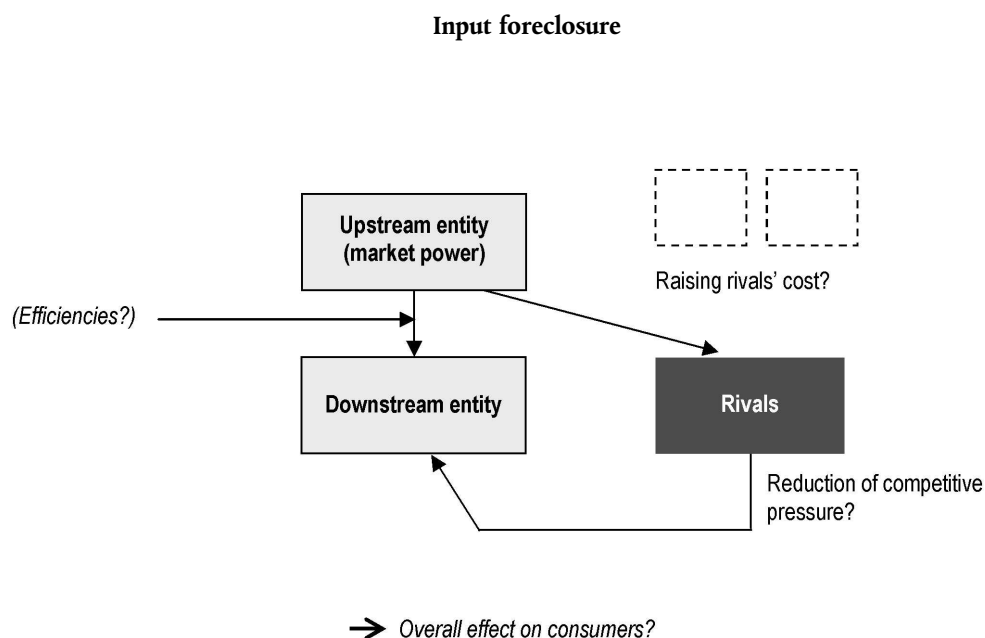 Input foreclosure
Upstream entity
(market power)
Raising rivals’ cost?
(Efficiencies?)
Downstream entity
Rivals
Reduction of competitive
pressure?
Overall effect on consumers?